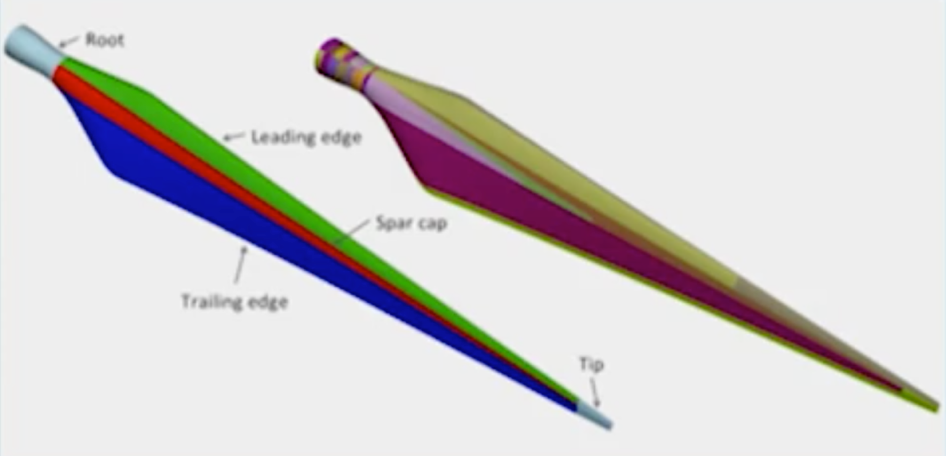 Root
Leading edge
Spar cap
Trailing edge
Tip